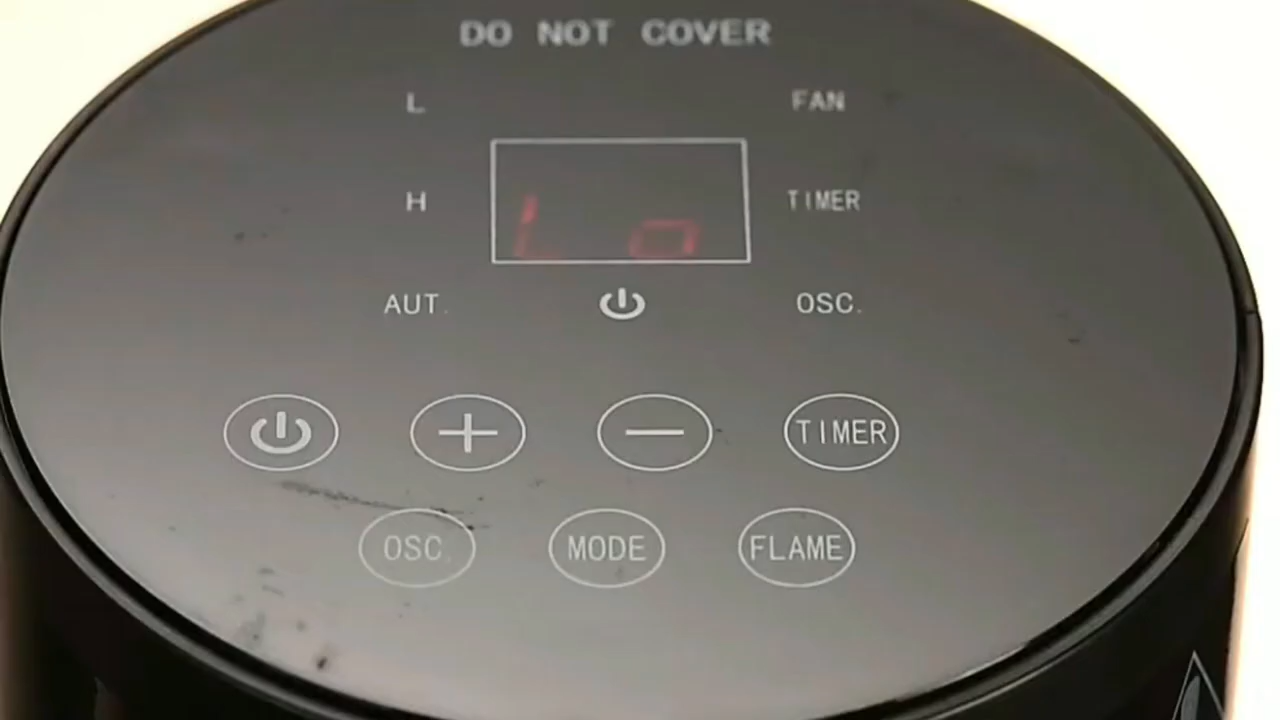 DO NOT COVER
L
FAN
H
Lo
TIMER
AUT.
OSC.
TIMER
OSC.
MODE
FLAME